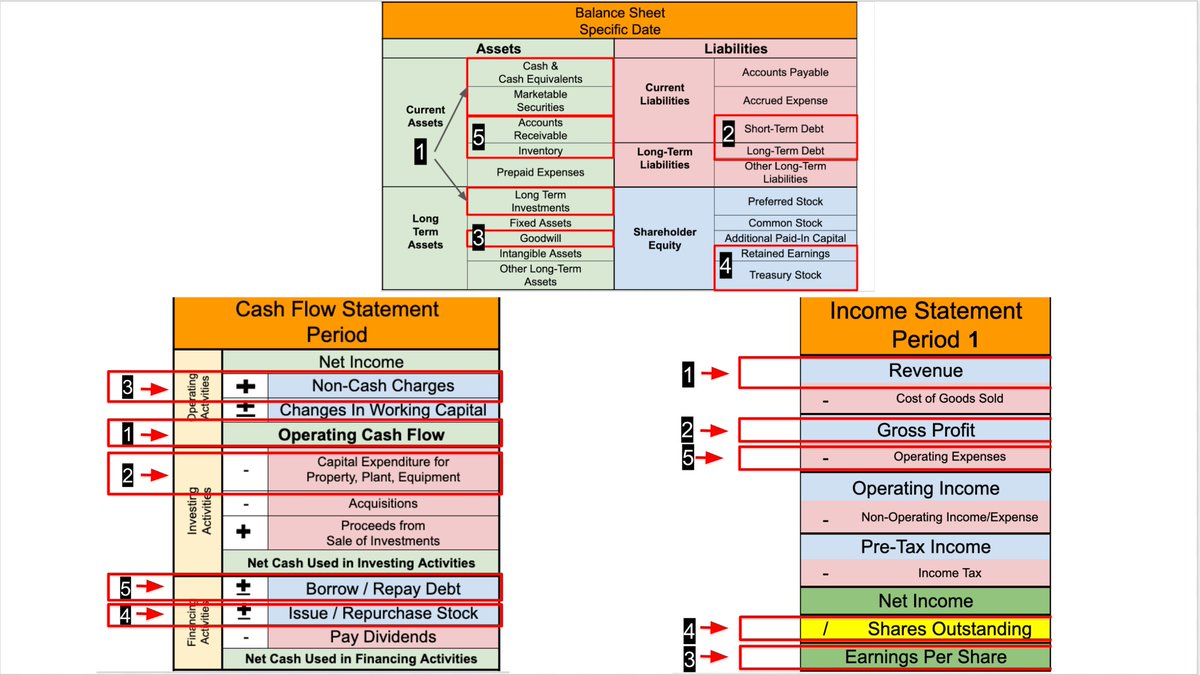 Balance Sheet
Specific Date
Assets
Liabilities
Current
Assets
1
Cash &
Cash Equivalents
Marketable
Securities
5
Accounts
Receivable
Inventory
Prepaid Expenses
Long
Term
Assets
Long Term
Investments
Fixed Assets
3
Goodwill
Intangible Assets
Other Long-Term
Assets
Current
Liabilities
Accounts Payable
Accrued Expense
2
Short-Term Debt
Long-Term
Liabilities
Long-Term Debt
Other Long-Term
Liabilities
Shareholder
Equity
Preferred Stock
Common Stock
Additional Paid-In Capital
4
Retained Earnings
Treasury Stock
Cash Flow Statement
Period
Operating
Activities
Net Income
3
+ Non-Cash Charges
± Changes In Working Capital
1
Operating Cash Flow
Investing
Activities
2
- Capital Expenditure for
Property, Plant, Equipment
- Acquisitions
+ Proceeds from
Sale of Investments
Net Cash Used in Investing Activities
Financing
Activities
5
± Borrow / Repay Debt
4
± Issue / Repurchase Stock
- Pay Dividends
Net Cash Used in Financing Activities
Income Statement
Period 1
1
Revenue
- Cost of Goods Sold
2
Gross Profit
5
- Operating Expenses
Operating Income
- Non-Operating Income/Expense
Pre-Tax Income
- Income Tax
Net Income
4
/ Shares Outstanding
3
Earnings Per Share